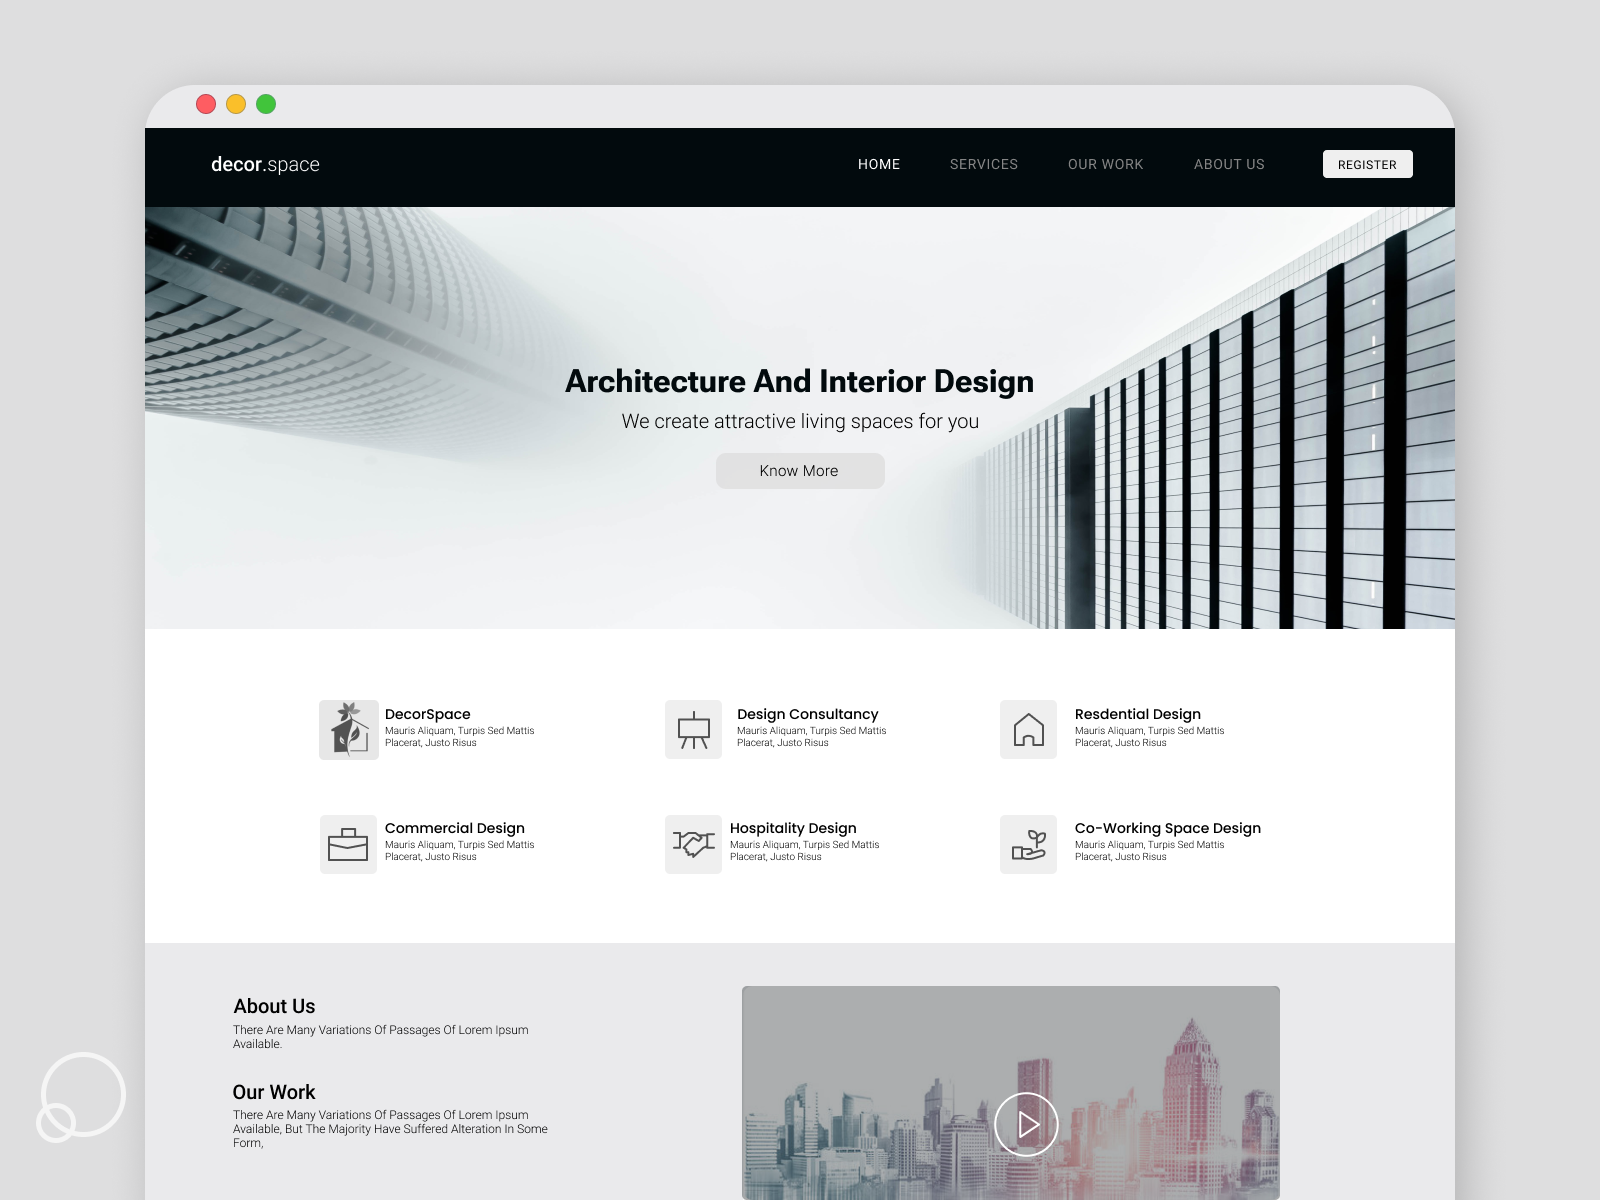 decor.space
HOME
SERVICES
OUR WORK
ABOUT US
REGISTER
Architecture And Interior Design
We create attractive living spaces for you
Know More
DecorSpace
Mauris Aliquam, Turpis Sed Mattis
Placerat, Justo Risus
Design Consultancy
Mauris Aliquam, Turpis Sed Mattis
Placerat, Justo Risus
Resdential Design
Mauris Aliquam, Turpis Sed Mattis
Placerat, Justo Risus
Commercial Design
Mauris Aliquam, Turpis Sed Mattis
Placerat, Justo Risus
Hospitality Design
Mauris Aliquam, Turpis Sed Mattis
Placerat, Justo Risus
Co-Working Space Design
Mauris Aliquam, Turpis Sed Mattis
Placerat, Justo Risus
About Us
There Are Many Variations Of Passages Of Lorem Ipsum
Available.
Our Work
There Are Many Variations Of Passages Of Lorem Ipsum
Available, But The Majority Have Suffered Alteration In Some
Form,